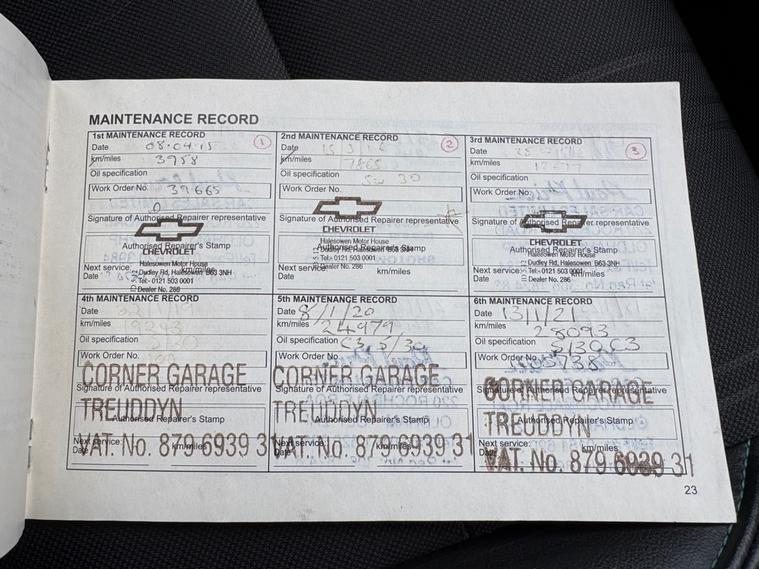 MAINTENANCE RECORD
1st MAINTENANCE RECORD 1
Date 08.04.15
km/miles 3958
Oil specification
Work Order No. 39665
Signature of Authorised Repairer representative
CHEVROLET
Authorised Repairer's Stamp
Halesowen Motor House
Dudley Rd, Halesowen, B63 3NH
Tel:- 0121 503 0001
Dealer No. 286
Next service:
Date km/miles
2nd MAINTENANCE RECORD 2
Date
km/miles
Oil specification 5w 30
Work Order No.
Signature of Authorised Repairer representative
CHEVROLET
Halesowen Motor House
Authorised Repairer's Stamp
Dudley Rd, Halesowen, B63 3NH
Tel:- 0121 503 0001
Dealer No. 286
Next service:
Date km/miles
3rd MAINTENANCE RECORD 3
Date
km/miles
Oil specification
Work Order No.
Signature of Authorised Repairer representative
CHEVROLET
Authorised Repairer's Stamp
Halesowen Motor House
Dudley Rd, Halesowen, B63 3NH
Tel:- 0121 503 0001
Dealer No. 286
Next service:
Date km/miles
4th MAINTENANCE RECORD
Date
km/miles
Oil specification
Work Order No.
CORNER GARAGE
Signature of Authorised Repairer representative
TREUDDYN
Authorised Repairer's Stamp
Next service:
Date km/miles
VAT. No. 879 6939 31
5th MAINTENANCE RECORD
Date 8/1/20
km/miles 24979
Oil specification C3, 5/30
Work Order No.
CORNER GARAGE
Signature of Authorised Repairer representative
TREUDDYN
Authorised Repairer's Stamp
Next service:
Date km/miles
VAT. No. 879 6939 31
6th MAINTENANCE RECORD
Date 13/1/21
km/miles 28093
Oil specification 5/30 C3
Work Order No.
CORNER GARAGE
Signature of Authorised Repairer representative
TREUDDYN
Authorised Repairer's Stamp
Next service:
Date km/miles
VAT. No. 879 6939 31
23